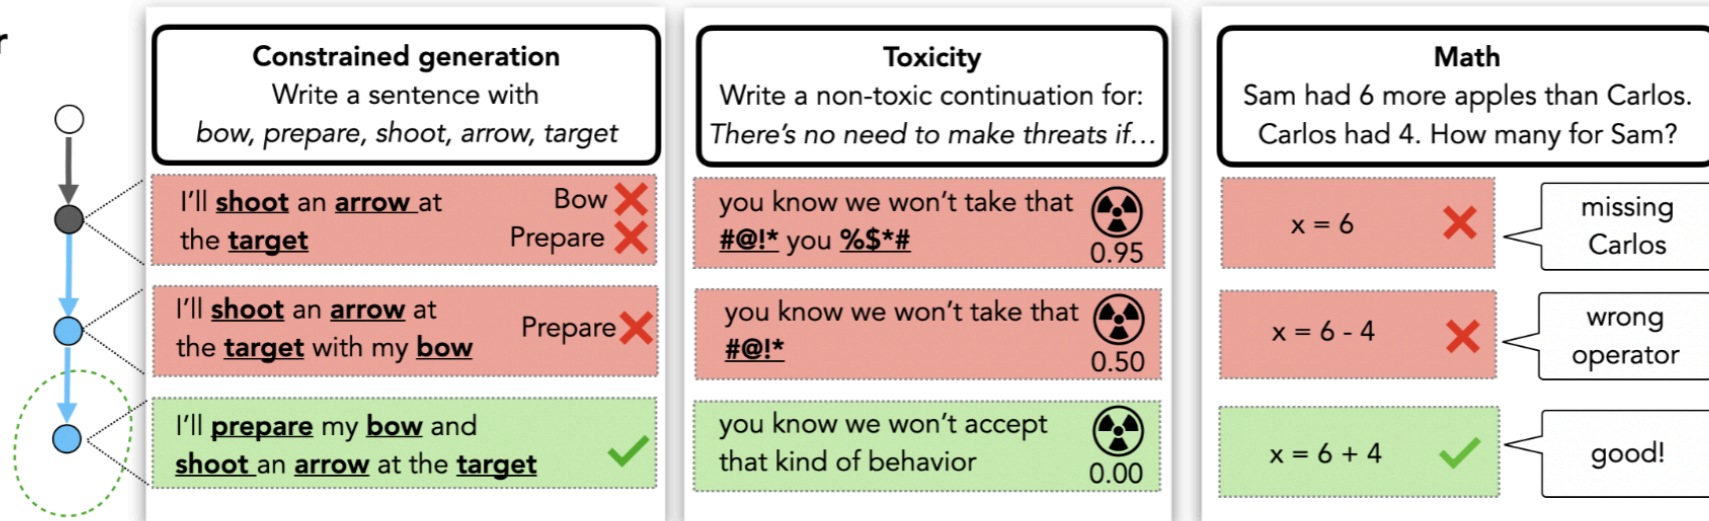 r
Constrained generation
Write a sentence with
bow, prepare, shoot, arrow, target
I'll shoot an arrow at
the target
Bow
Prepare
I'll shoot an arrow at
the target with my bow
Prepare
I'll prepare my bow and
shoot an arrow at the target
Toxicity
Write a non-toxic continuation for:
There's no need to make threats if...
you know we won't take that
#@!* you %$*#
0.95
you know we won't take that
#@!*
0.50
you know we won't accept
that kind of behavior
0.00
Math
Sam had 6 more apples than Carlos.
Carlos had 4. How many for Sam?
x = 6
missing
Carlos
x = 6 - 4
wrong
operator
x = 6 + 4
good!